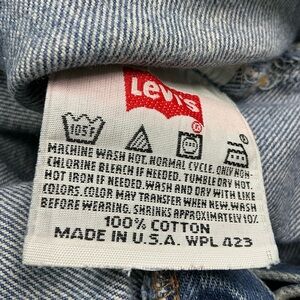 LEVI'S
105F
MACHINE WASH HOT. NORMAL CYCLE. ONLY NON-
CHLORINE BLEACH IF NEEDED. TUMBLE DRY HOT.
HOT IRON IF NEEDED. WASH AND DRY WITH LIKE
COLORS. COLOR MAY TRANSFER WHEN NEW. WASH
BEFORE WEARING. SHRINKS APPROXIMATELY 10%
100% COTTON
MADE IN U.S.A. WPL 423